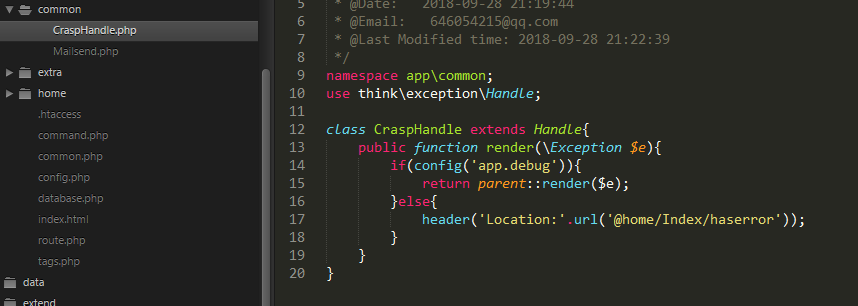 common
CraspHandle.php
Mailsend.php
extra
home
.htaccess
command.php
common.php
config.php
database.php
index.html
route.php
tags.php
data
extend
5 * @Date:   2018-09-28 21:19:44
6 * @Email:   646054215@qq.com
7 * @Last Modified time: 2018-09-28 21:22:39
8 */
9 namespace app\common;
10 use think\exception\Handle;
11
12 class CraspHandle extends Handle{
13     public function render(\Exception $e){
14         if(config('app.debug')){
15             return parent::render($e);
16         }else{
17             header('Location:'.url('@home/Index/haserror'));
18         }
19     }
20 }